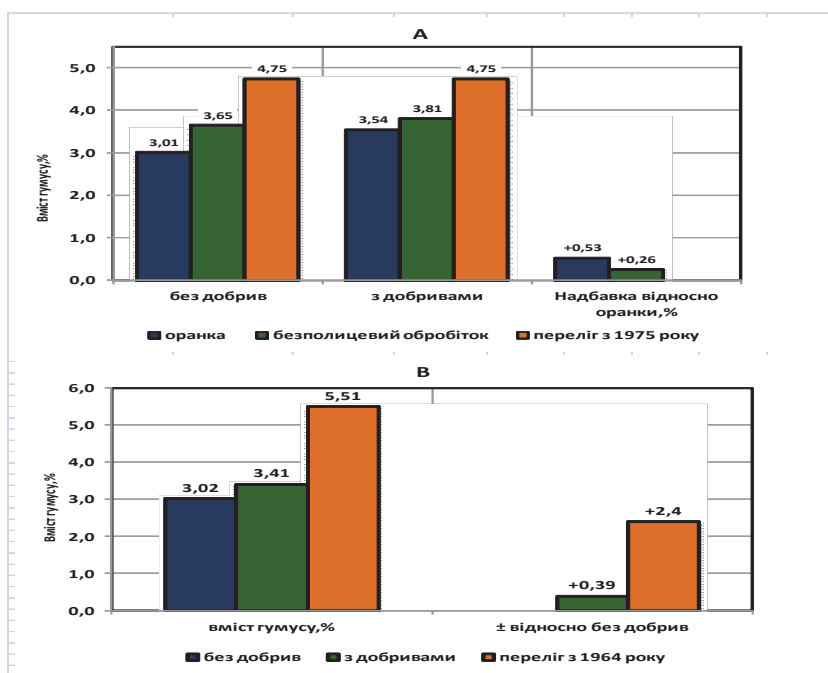 A
Вміст гумусу,%
5,0
4,0
3,0
2,0
1,0
0,0
3,01
3,65
4,75
3,54
3,81
4,75
+0,53
+0,26
без добрив
з добривами
Надбавка відносно
оранки,%
оранка
безполицевий обробіток
переліг з 1975 року
B
Вміст гумусу,%
6,0
5,0
4,0
3,0
2,0
1,0
0,0
3,02
3,41
5,51
+0,39
+2,4
вміст гумусу,%
± відносно без добрив
без добрив
з добривами
переліг з 1964 року